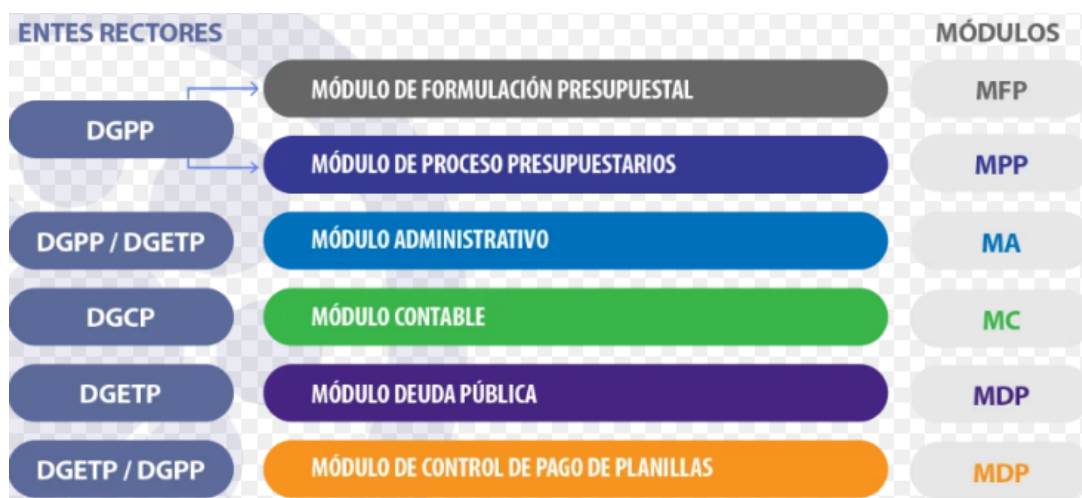 ENTES RECTORES
MÓDULOS
DGPP
MÓDULO DE FORMULACIÓN PRESUPUESTAL
MFP
MÓDULO DE PROCESO PRESUPUESTARIOS
MPP
DGPP / DGETP
MÓDULO ADMINISTRATIVO
MA
DGCP
MÓDULO CONTABLE
MC
DGETP
MÓDULO DEUDA PÚBLICA
MDP
DGETP / DGPP
MÓDULO DE CONTROL DE PAGO DE PLANILLAS
MDP